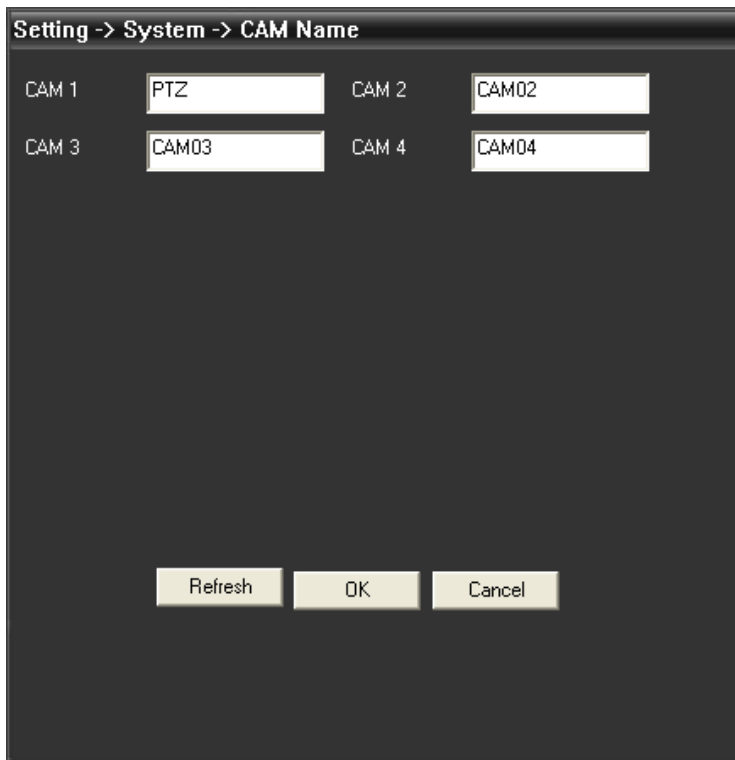 Setting -> System -> CAM Name
CAM 1 PTZ CAM 2 CAM02
CAM 3 CAM03 CAM 4 CAM04
Refresh OK Cancel